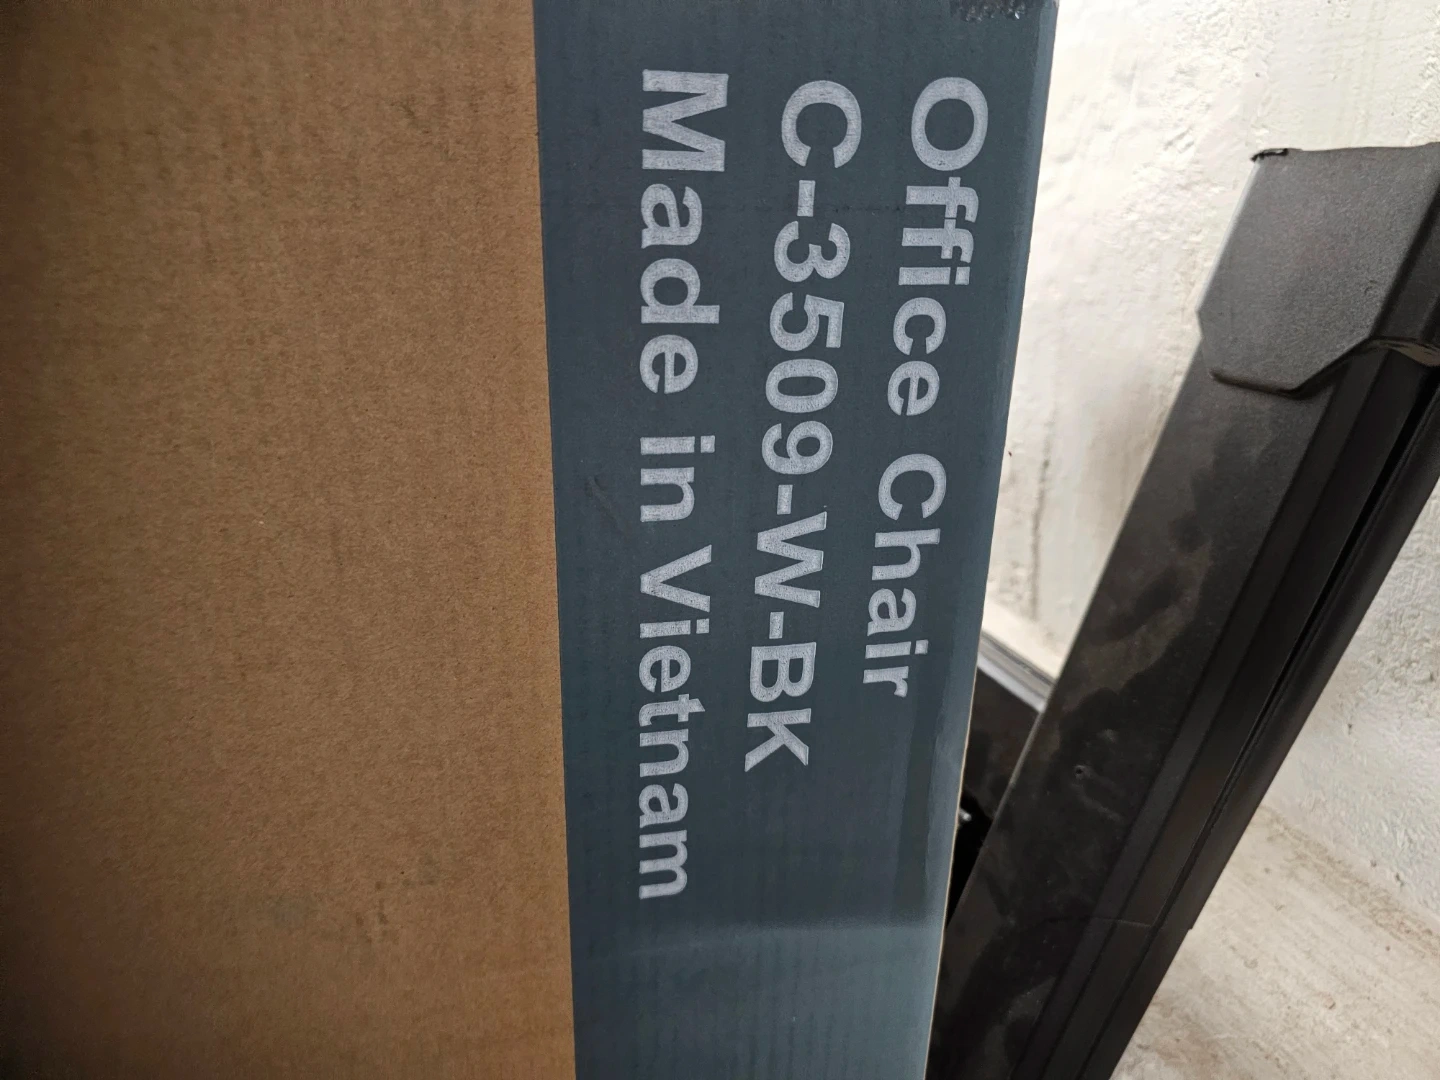 Office Chair
C-3509-W-BK
Made in Vietnam